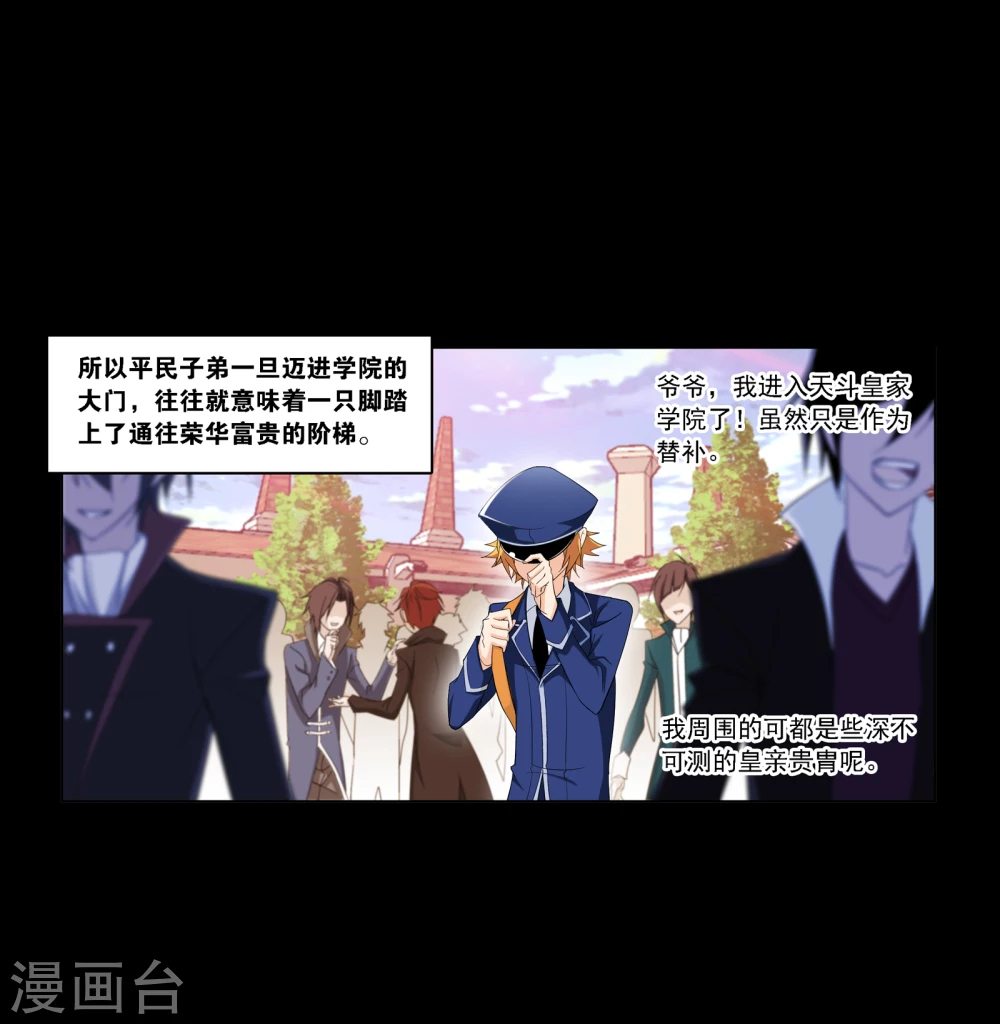 所以平民子弟一旦迈进学院的
大门，往往就意味着一只脚踏
上了通往荣华富贵的阶梯。
爷爷，我进入天斗皇家
学院了！虽然只是作为
替补。
我周围的可都是些深不
可测的皇亲贵胄呢。
漫画台